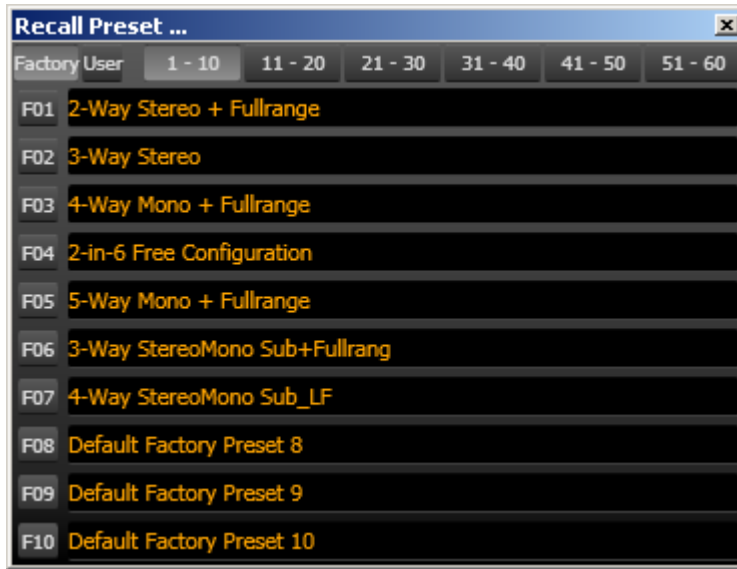 Recall Preset ...
Factory User 1 - 10 11 - 20 21 - 30 31 - 40 41 - 50 51 - 60
F01 2-Way Stereo + Fullrange
F02 3-Way Stereo
F03 4-Way Mono + Fullrange
F04 2-in-6 Free Configuration
F05 5-Way Mono + Fullrange
F06 3-Way StereoMono Sub+Fullrang
F07 4-Way StereoMono Sub_LF
F08 Default Factory Preset 8
F09 Default Factory Preset 9
F10 Default Factory Preset 10